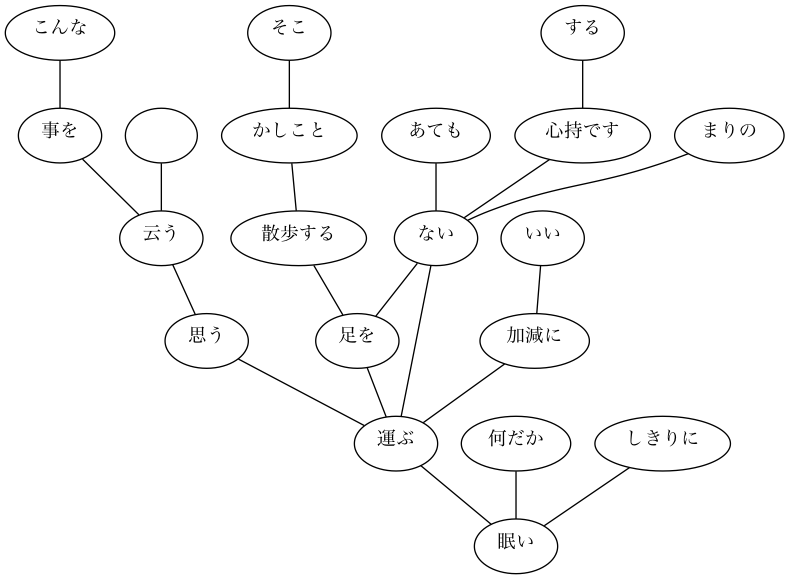 こんな
そこ
する
事を
かしこと
あても
心持です
まりの
云う
散歩する
ない
いい
思う
足を
加減に
運ぶ
何だか
しきりに
眠い